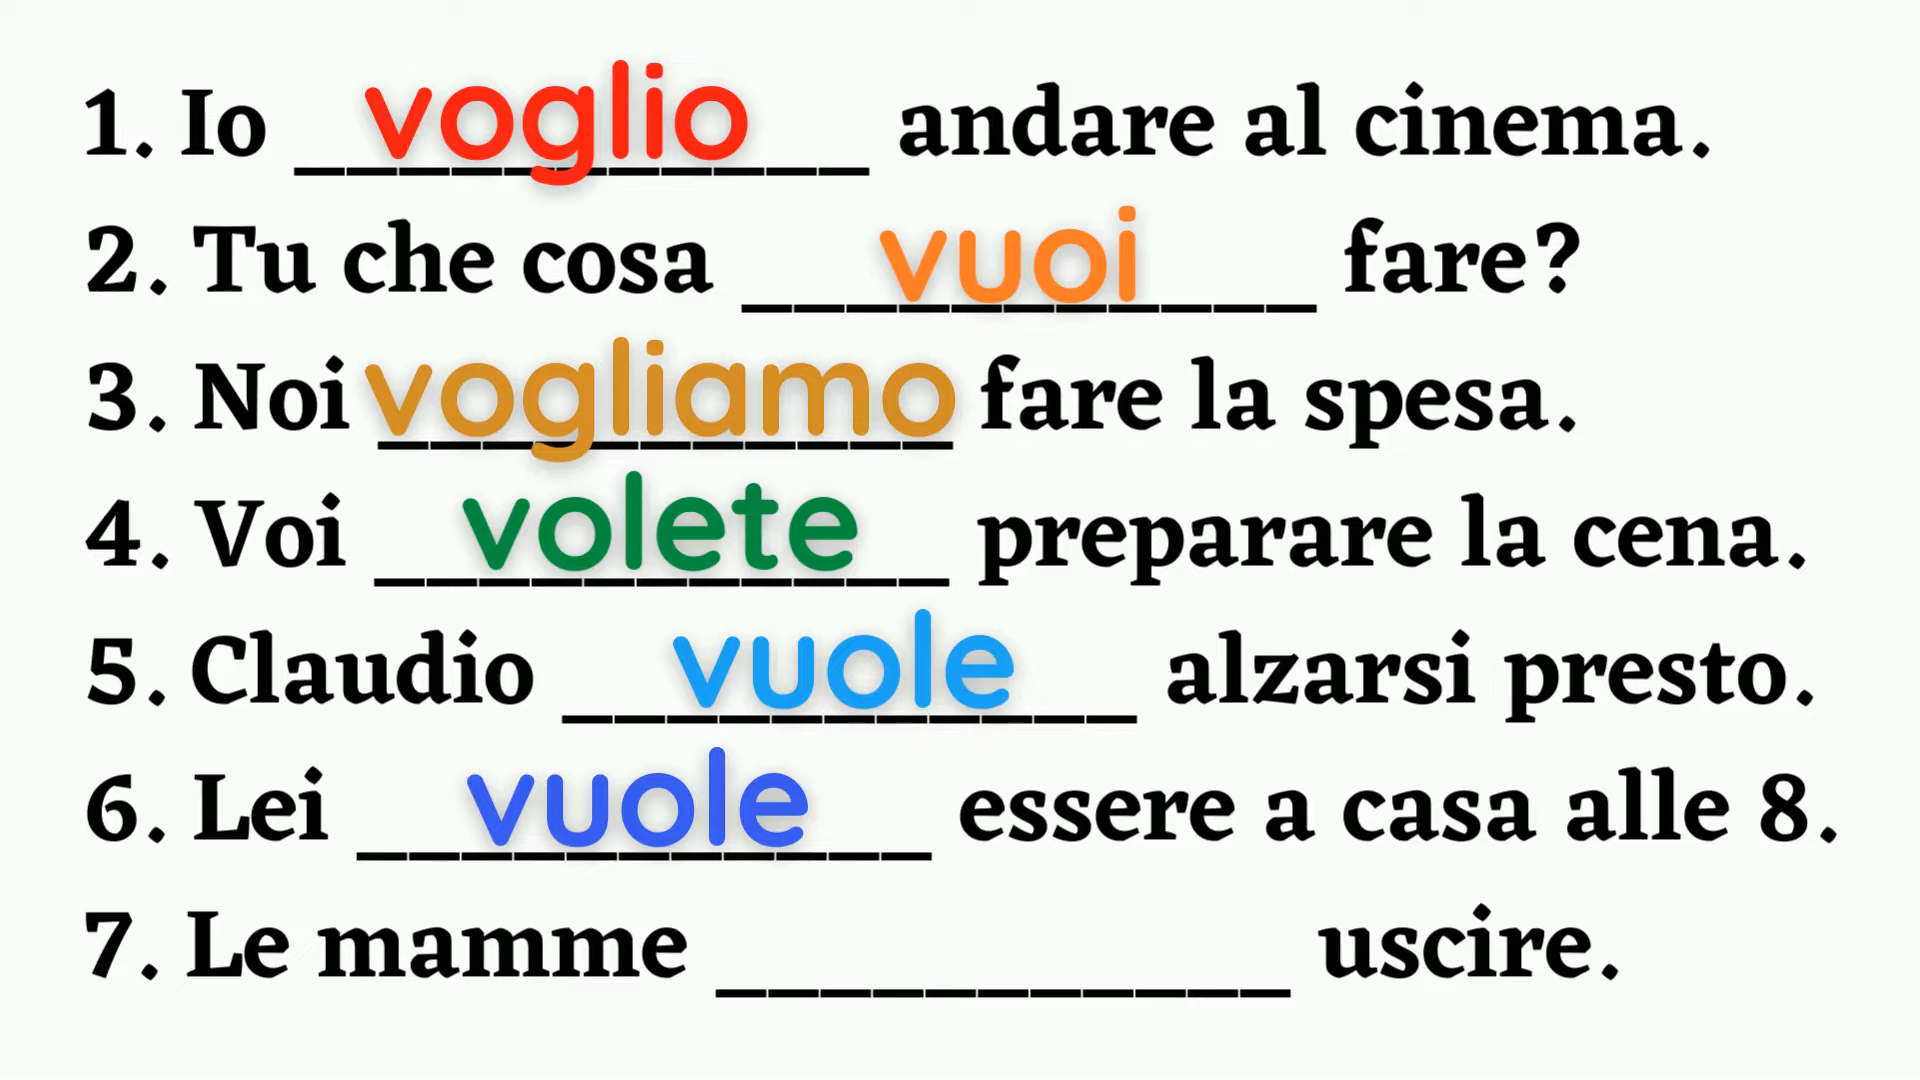 1. Io voglio andare al cinema.
2. Tu che cosa vuoi fare?
3. Noi vogliamo fare la spesa.
4. Voi volete preparare la cena.
5. Claudio vuole alzarsi presto.
6. Lei vuole essere a casa alle 8.
7. Le mamme ___________ uscire.